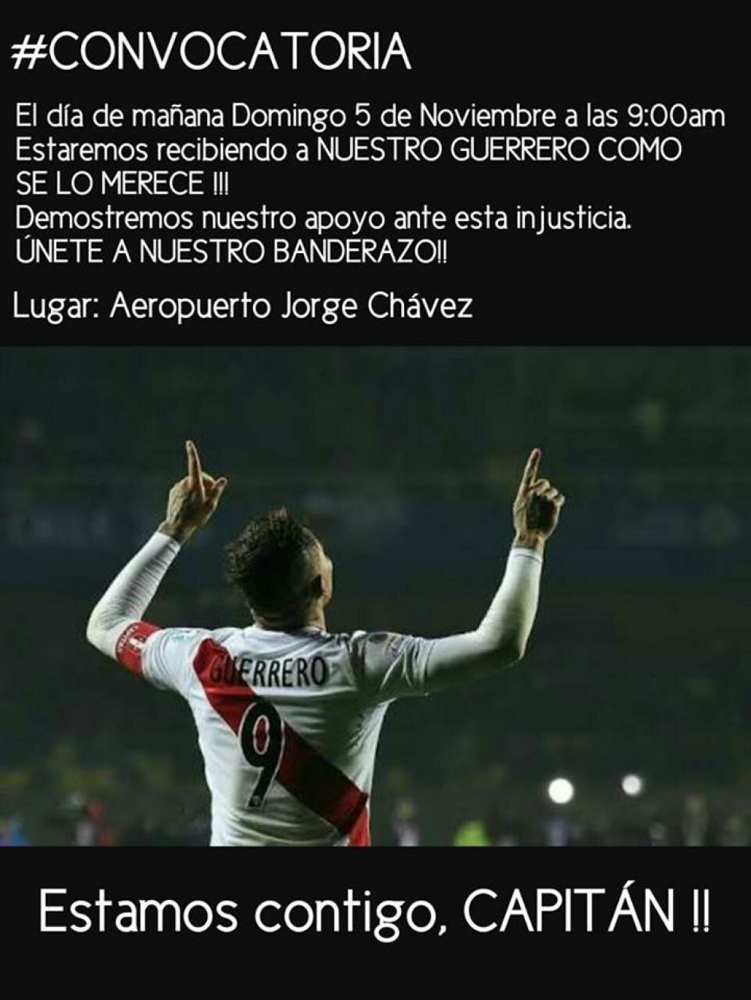 #CONVOCATORIA
El día de mañana Domingo 5 de Noviembre a las 9:00am
Estaremos recibiendo a NUESTRO GUERRERO COMO
SE LO MERECE !!!
Demostremos nuestro apoyo ante esta injusticia.
ÚNETE A NUESTRO BANDERAZO!!
Lugar: Aeropuerto Jorge Chávez
GUERRERO
9
Estamos contigo, CAPITÁN !!